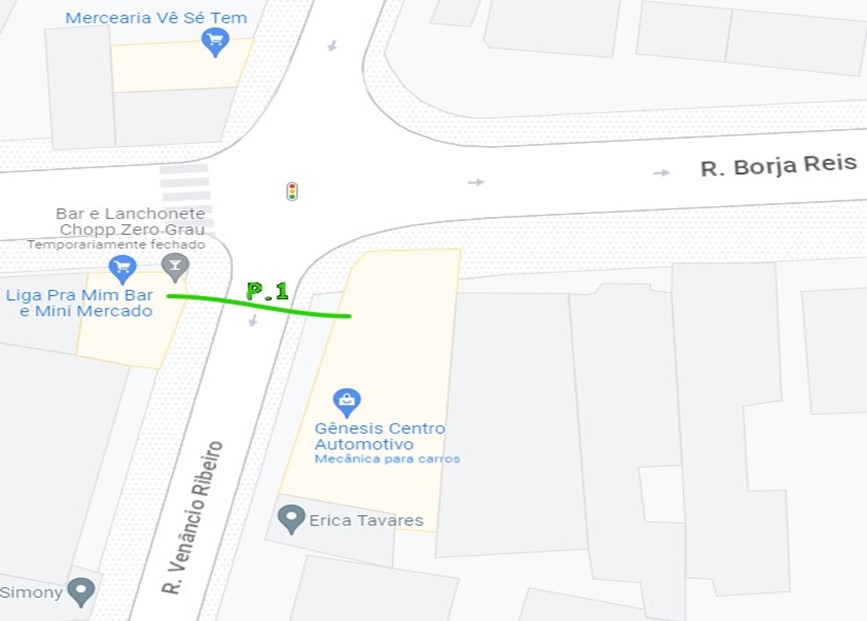 Mercearia Vê Sé Tem
R. Borja Reis
Bar e Lanchonete
Chopp Zero Grau
Temporariamente fechado
Liga Pra Mim Bar
e Mini Mercado
P.1
Gênesis Centro
Automotivo
Mecânica para carros
R. Venâncio Ribeiro
Erica Tavares
Simony